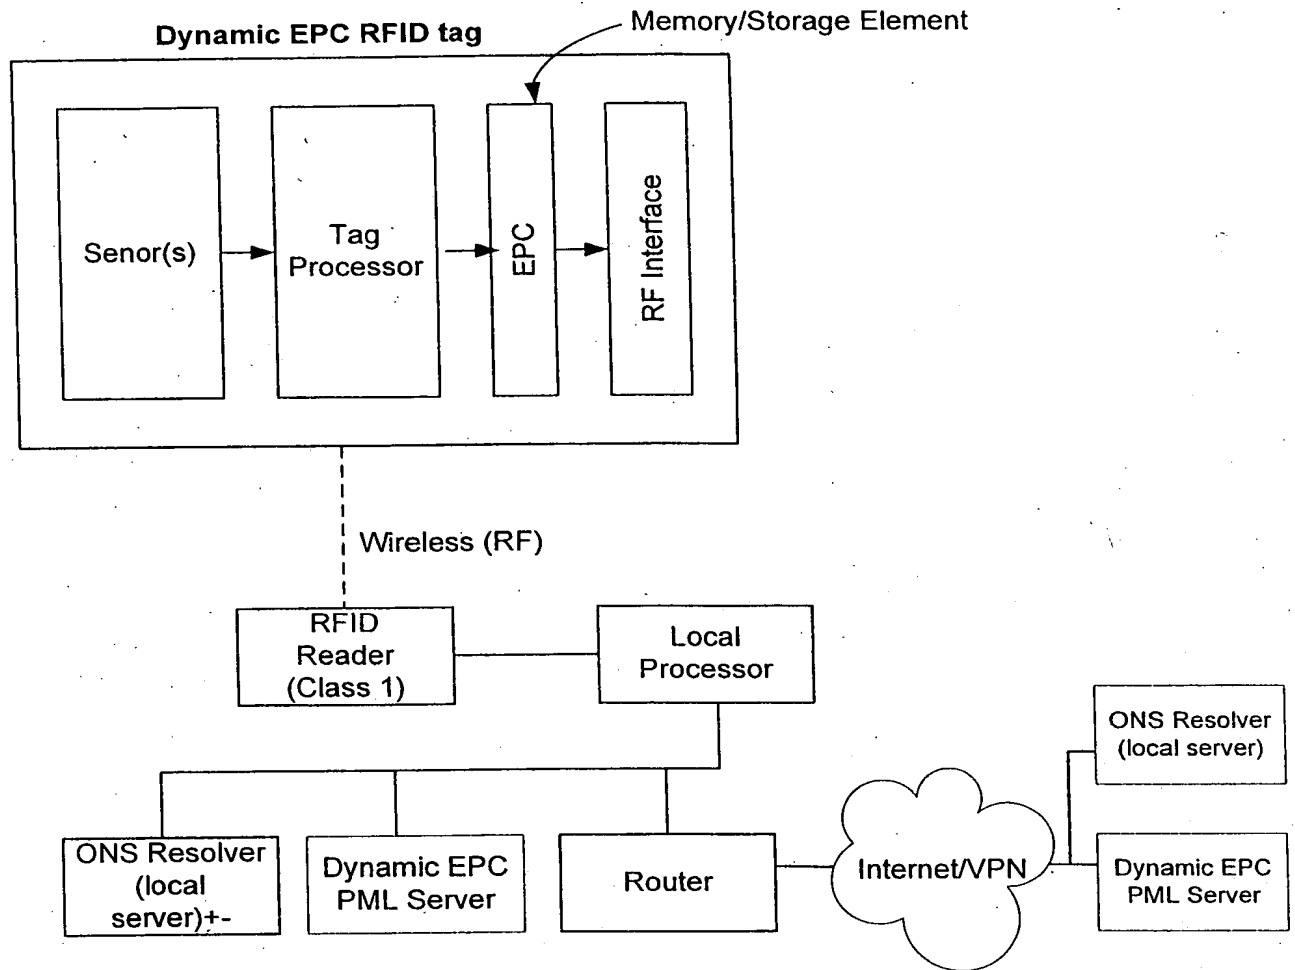 Memory/Storage Element
Dynamic EPC RFID tag
Senor(s)
Tag
Processor
EPC
RF Interface
Wireless (RF)
RFID
Reader
(Class 1)
Local
Processor
ONS Resolver
(local server)
ONS Resolver
(local
server)+-
Dynamic EPC
PML Server
Router
Internet/VPN
Dynamic EPC
PML Server